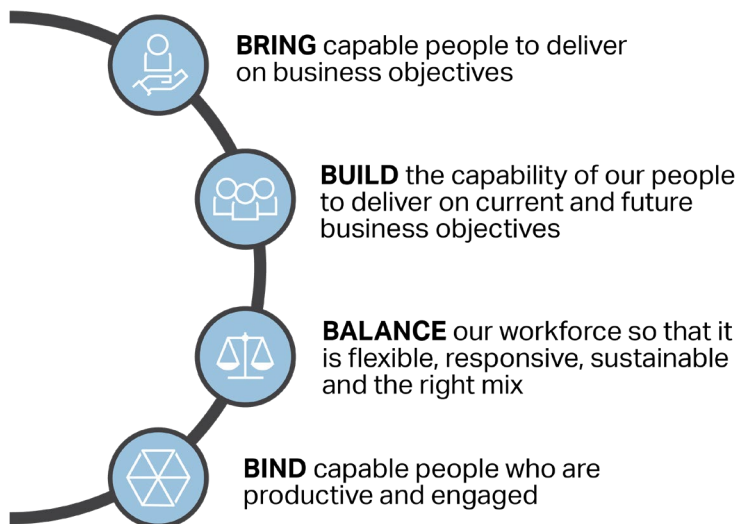 BRING capable people to deliver
on business objectives
BUILD the capability of our people
to deliver on current and future
business objectives
BALANCE our workforce so that it
is flexible, responsive, sustainable
and the right mix
BIND capable people who are
productive and engaged